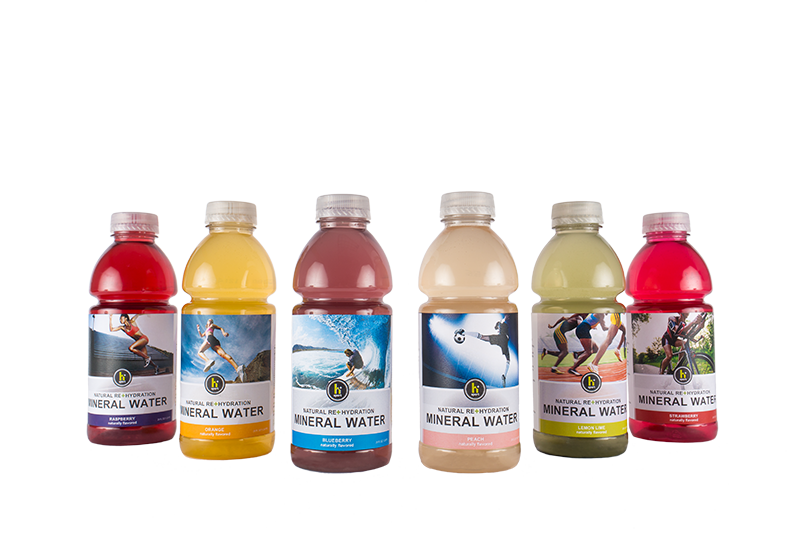 h
NATURAL RE+HYDRATION
MINERAL WATER
RASPBERRY
naturally flavored
h
NATURAL RE+HYDRATION
MINERAL WATER
ORANGE
naturally flavored
h
NATURAL RE+HYDRATION
MINERAL WATER
BLUEBERRY
naturally flavored
h
NATURAL RE+HYDRATION
MINERAL WATER
PEACH
naturally flavored
h
NATURAL RE+HYDRATION
MINERAL WATER
LEMON LIME
naturally flavored
h
NATURAL RE+HYDRATION
MINERAL WATER
STRAWBERRY
naturally flavored